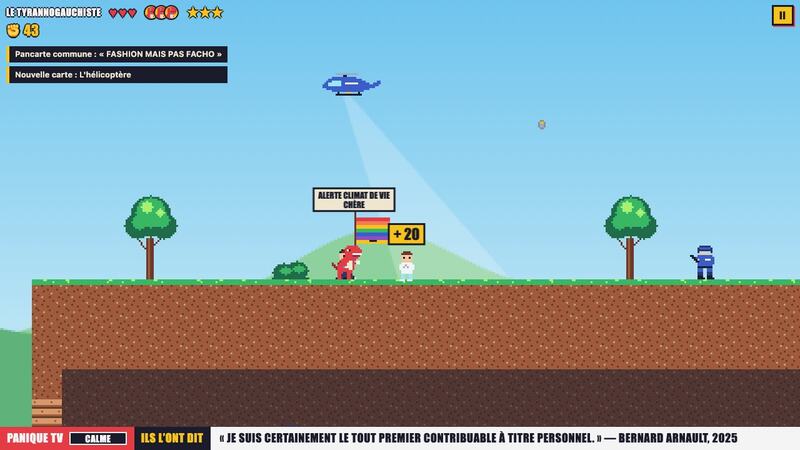 LE TYRANNOGAUCHISTE
43
Pancarte commune : « FASHION MAIS PAS FACHO »
Nouvelle carte : L'hélicoptère
ALERTE CLIMAT DE VIE
CHÈRE
+ 20
PANIQUE TV CALME ILS L'ONT DIT « JE SUIS CERTAINEMENT LE TOUT PREMIER CONTRIBUABLE À TITRE PERSONNEL. » — BERNARD ARNAULT, 2025